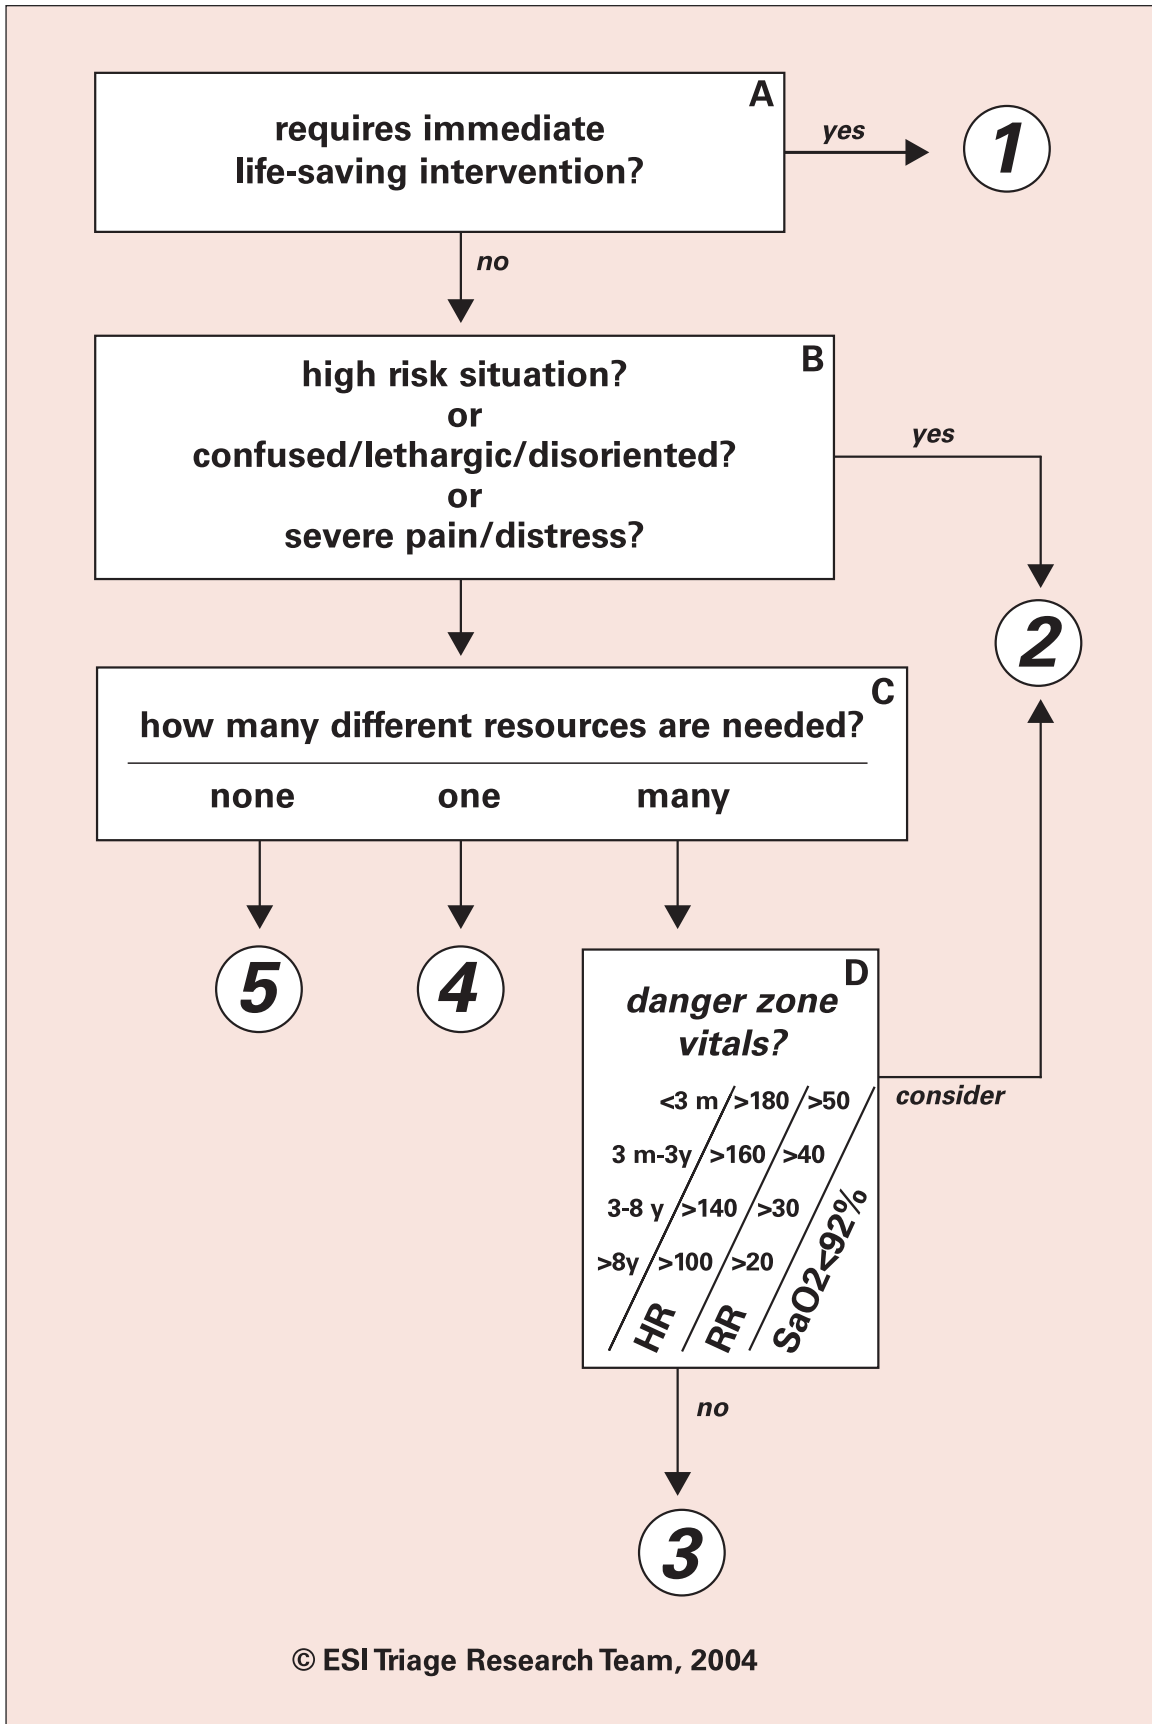 A
requires immediate
life-saving intervention?
yes
1
no
B
high risk situation?
or
confused/lethargic/disoriented?
or
severe pain/distress?
yes
2
C
how many different resources are needed?
none one many
5 4
D
danger zone
vitals?
consider
<3 m >180 >50
3 m-3y >160 >40
3-8 y >140 >30
>8y >100 >20
HR RR SaO2<92%
no
3
© ESI Triage Research Team, 2004